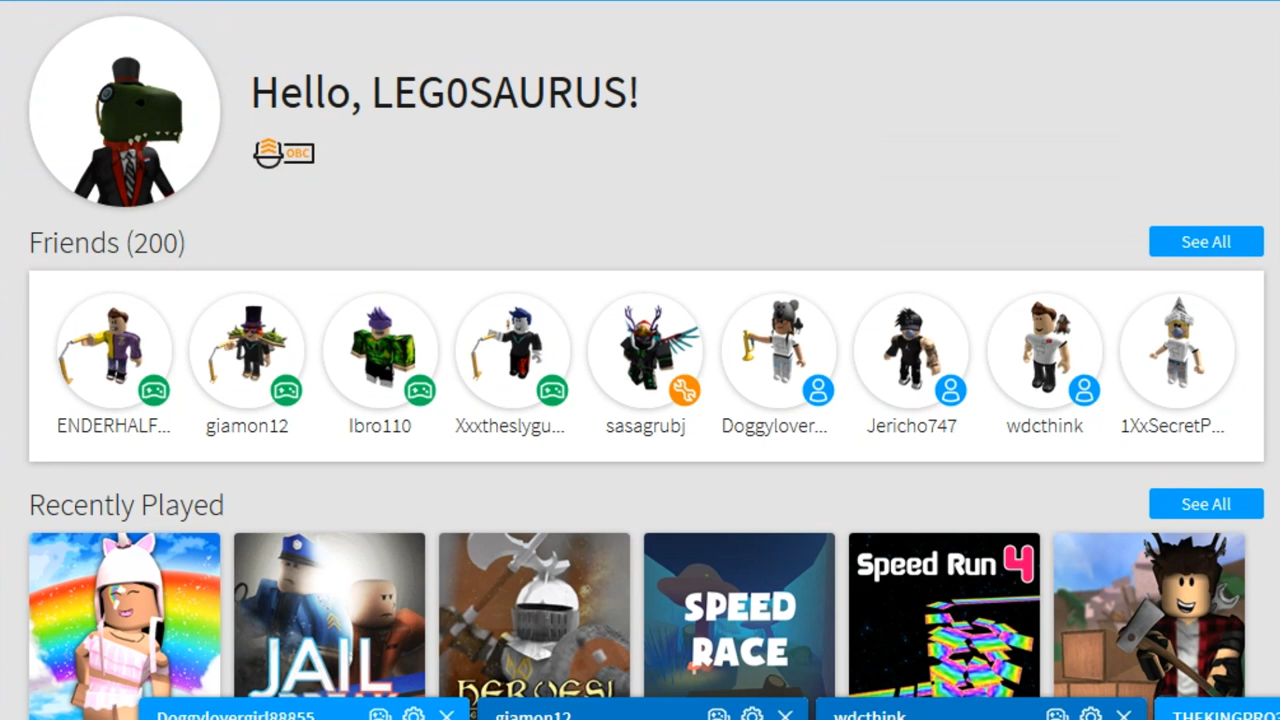 Hello, LEG0SAURUS!
OBC
Friends (200)
See All
ENDERHALF...
giamon12
Ibro110
Xxxtheslygu...
sasagrubj
Doggylover...
Jericho747
wdcthink
1XxSecretP...
Recently Played
See All
JAIL
HEROES!
SPEED
RACE
Speed Run 4
Doggylovergirl88855
giamon12
wdcthink